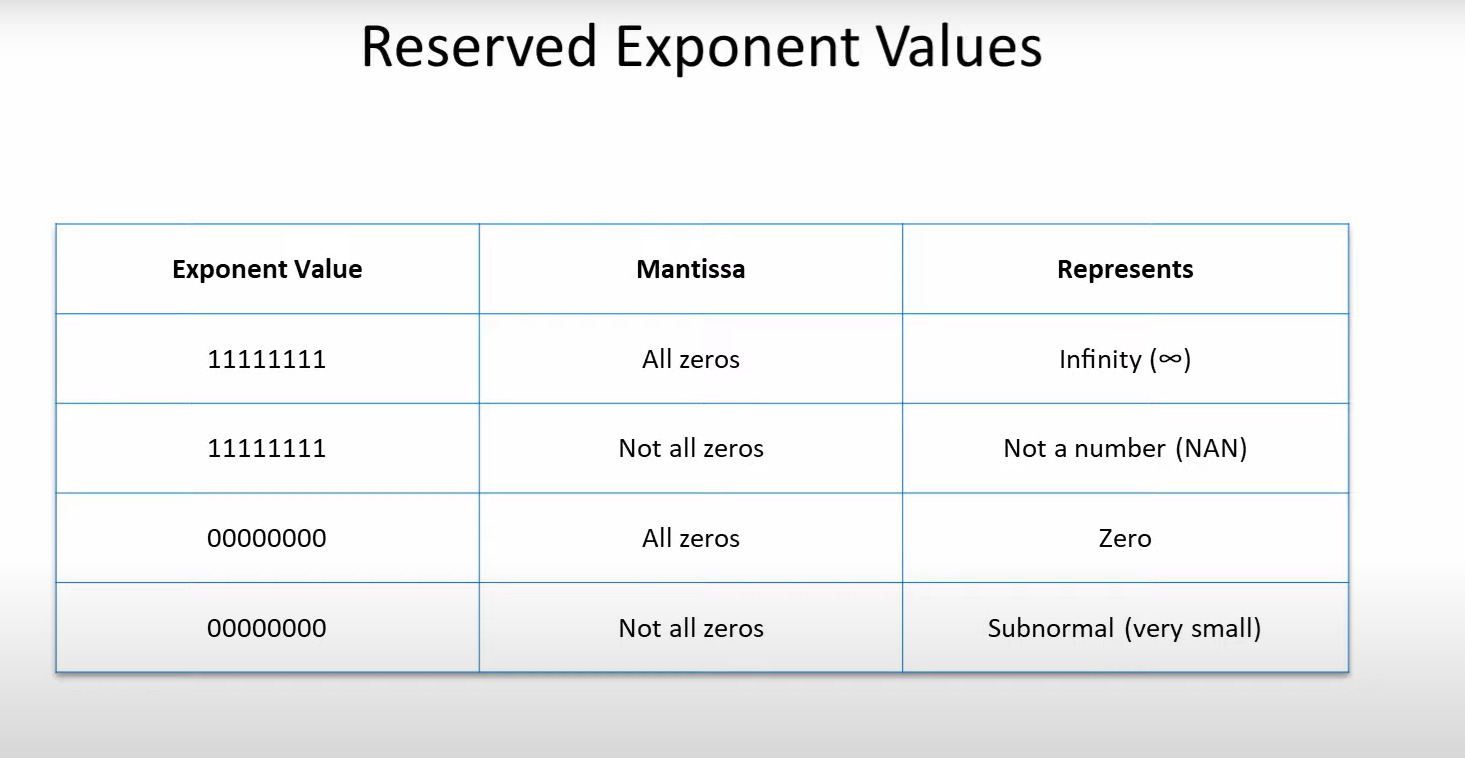 Reserved Exponent Values
Exponent Value Mantissa Represents
11111111 All zeros Infinity (∞)
11111111 Not all zeros Not a number (NAN)
00000000 All zeros Zero
00000000 Not all zeros Subnormal (very small)